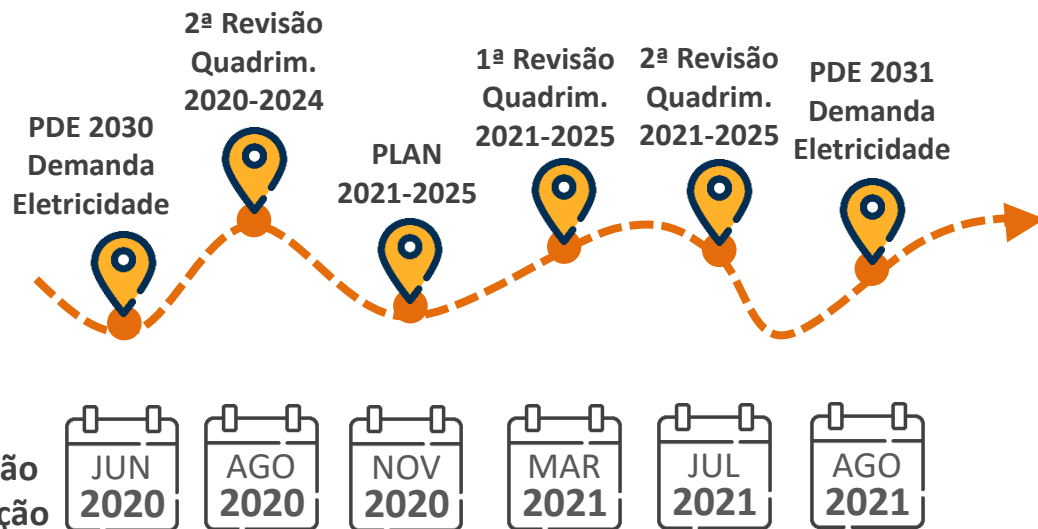 PDE 2030
Demanda
Eletricidade
2ª Revisão
Quadrim.
2020-2024
PLAN
2021-2025
1ª Revisão
Quadrim.
2021-2025
2ª Revisão
Quadrim.
2021-2025
PDE 2031
Demanda
Eletricidade
ão
ção
JUN
2020
AGO
2020
NOV
2020
MAR
2021
JUL
2021
AGO
2021